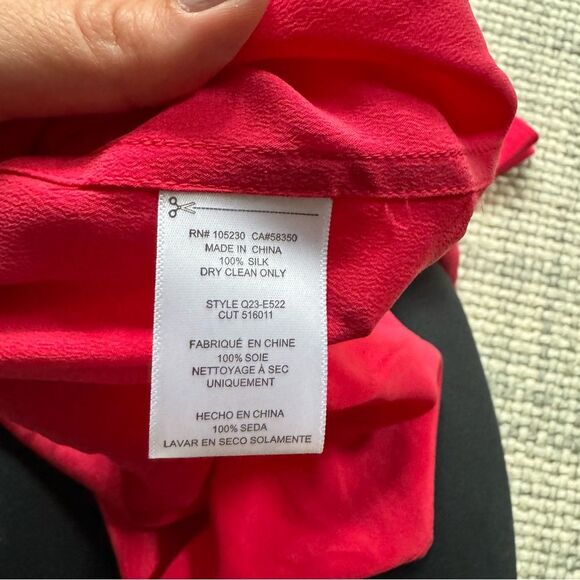 RN# 105230 CA#58350
MADE IN CHINA
100% SILK
DRY CLEAN ONLY
STYLE Q23-E522
CUT 516011
FABRIQUÉ EN CHINE
100% SOIE
NETTOYAGE À SEC
UNIQUEMENT
HECHO EN CHINA
100% SEDA
LAVAR EN SECO SOLAMENTE